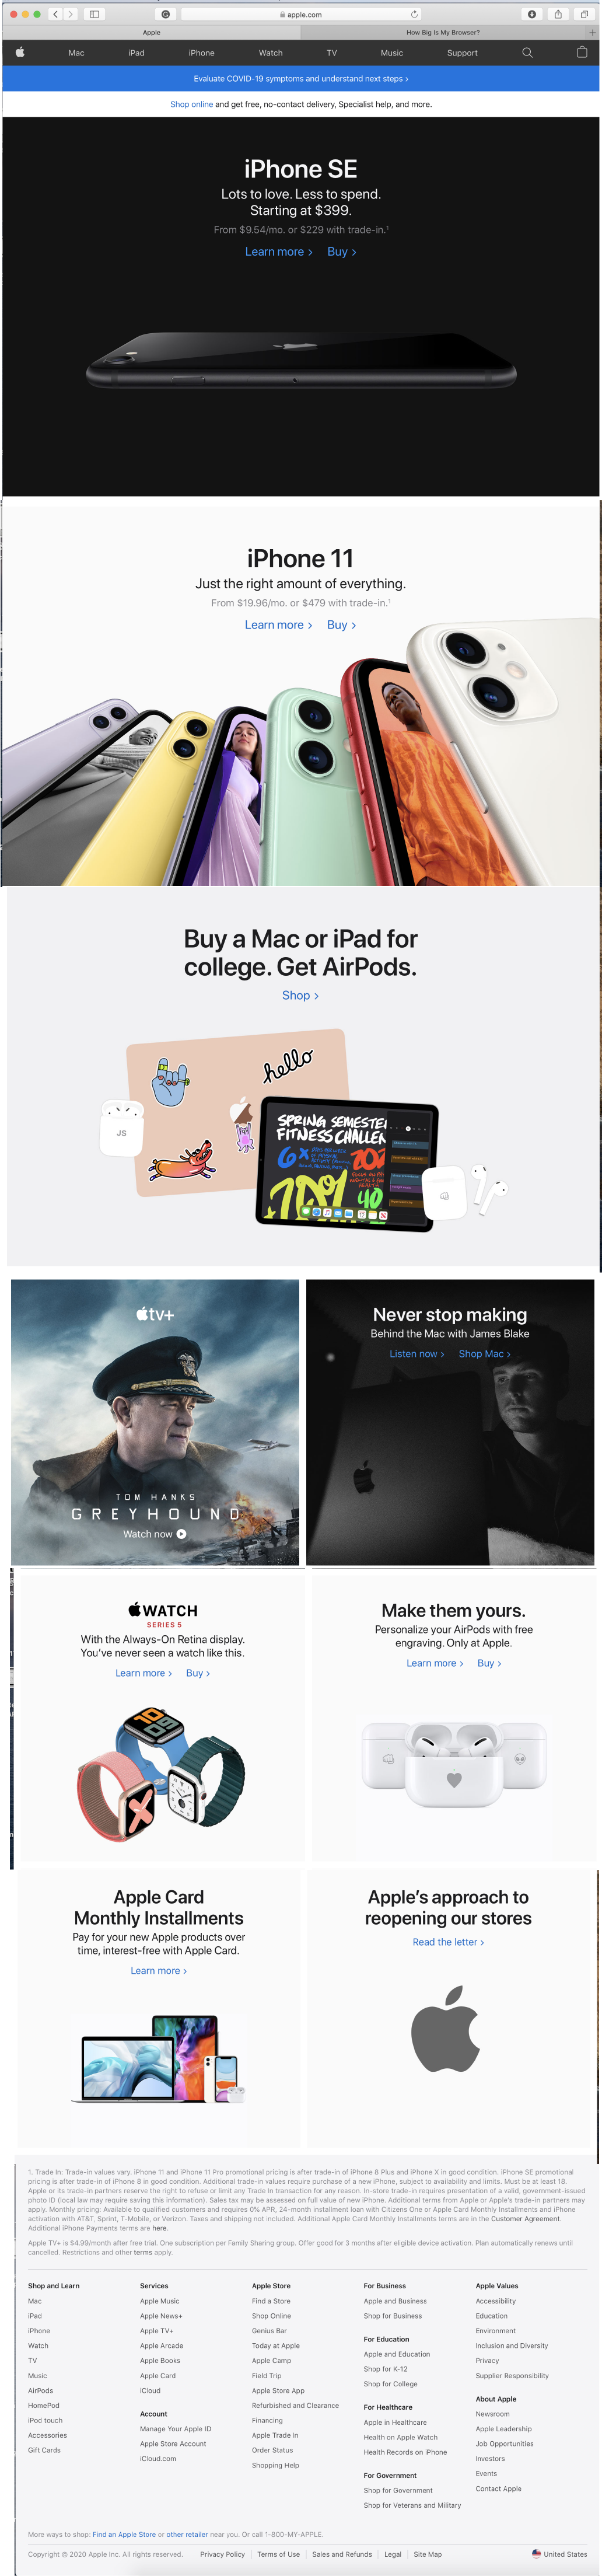 apple.com
Apple
How Big Is My Browser?
Mac iPad iPhone Watch TV Music Support
Evaluate COVID-19 symptoms and understand next steps >
Shop online and get free, no-contact delivery, Specialist help, and more.
iPhone SE
Lots to love. Less to spend.
Starting at $399.
From $9.54/mo. or $229 with trade-in.¹
Learn more > Buy >
iPhone 11
Just the right amount of everything.
From $19.96/mo. or $479 with trade-in.¹
Learn more > Buy >
Buy a Mac or iPad for
college. Get AirPods.
Shop >
hello
JS
SPRING SEMESTE
FITNESS CHALLEN
6x
40
tv+
TOM HANKS
GREYHOUND
Watch now
Never stop making
Behind the Mac with James Blake
Listen now > Shop Mac >
WATCH
SERIES 5
With the Always-On Retina display.
You've never seen a watch like this.
Learn more > Buy >
10
09
Make them yours.
Personalize your AirPods with free
engraving. Only at Apple.
Learn more > Buy >
Apple Card
Monthly Installments
Pay for your new Apple products over
time, interest-free with Apple Card.
Learn more >
Apple's approach to
reopening our stores
Read the letter >
1. Trade In: Trade-in values vary. iPhone 11 and iPhone 11 Pro promotional pricing is after trade-in of iPhone 8 Plus and iPhone X in good condition. iPhone SE promotional
pricing is after trade-in of iPhone 8 in good condition. Additional trade-in values require purchase of a new iPhone, subject to availability and limits. Must be at least 18.
Apple or its trade-in partners reserve the right to refuse or limit any Trade In transaction for any reason. In-store trade-in requires presentation of a valid, government-issued
photo ID (local law may require saving this information). Sales tax may be assessed on full value of new iPhone. Additional terms from Apple or Apple's trade-in partners may
apply. Monthly pricing: Available to qualified customers and requires 0% APR, 24-month installment loan with Citizens One or Apple Card Monthly Installments and iPhone
activation with AT&T, Sprint, T-Mobile, or Verizon. Taxes and shipping not included. Additional Apple Card Monthly Installments terms are in the Customer Agreement.
Additional iPhone Payments terms are here.
Apple TV+ is $4.99/month after free trial. One subscription per Family Sharing group. Offer good for 3 months after eligible device activation. Plan automatically renews until
cancelled. Restrictions and other terms apply.
Shop and Learn
Mac
iPad
iPhone
Watch
TV
Music
AirPods
HomePod
iPod touch
Accessories
Gift Cards
Services
Apple Music
Apple News+
Apple TV+
Apple Arcade
Apple Books
Apple Card
iCloud
Account
Manage Your Apple ID
Apple Store Account
iCloud.com
Apple Store
Find a Store
Shop Online
Genius Bar
Today at Apple
Apple Camp
Field Trip
Apple Store App
Refurbished and Clearance
Financing
Apple Trade In
Order Status
Shopping Help
For Business
Apple and Business
Shop for Business
For Education
Apple and Education
Shop for K-12
Shop for College
For Healthcare
Apple in Healthcare
Health on Apple Watch
Health Records on iPhone
For Government
Shop for Government
Shop for Veterans and Military
Apple Values
Accessibility
Education
Environment
Inclusion and Diversity
Privacy
Supplier Responsibility
About Apple
Newsroom
Apple Leadership
Job Opportunities
Investors
Events
Contact Apple
More ways to shop: Find an Apple Store or other retailer near you. Or call 1-800-MY-APPLE.
Copyright © 2020 Apple Inc. All rights reserved. Privacy Policy | Terms of Use | Sales and Refunds | Legal | Site Map United States